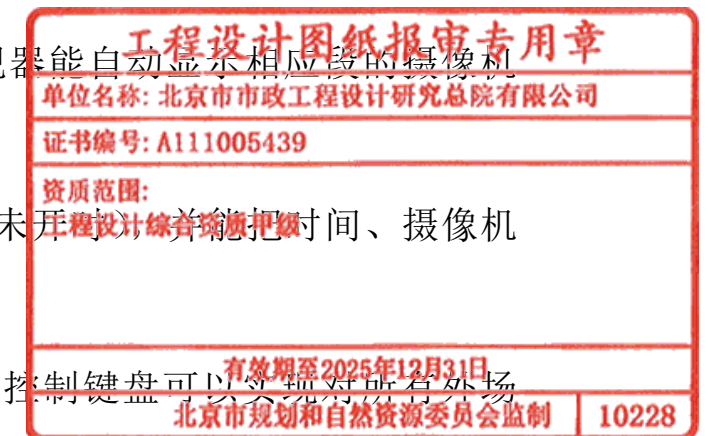 工程设计图纸报审专用章
视器能自动显示相应段的摄像机
单位名称: 北京市市政工程设计研究总院有限公司
证书编号: A111005439
资质范围:
未开时），并能把时间、摄像机
工程设计综合资质甲级
有效期至2025年12月31日
控制键盘可以实现对所有外场
北京市规划和自然资源委员会监制 10228